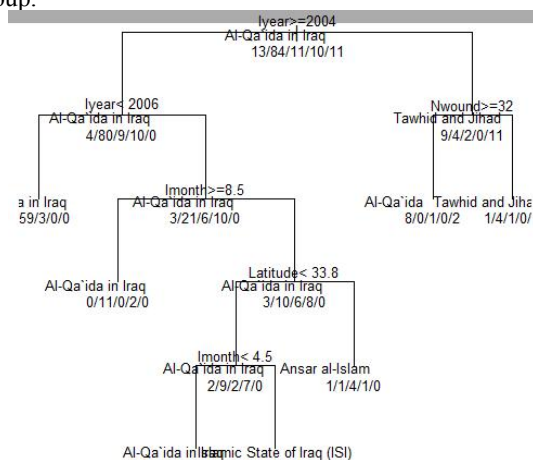 oup.
Iyear>=2004
Al-Qa`ida in Iraq
13/84/11/10/11
Iyear< 2006
Al-Qa`ida in Iraq
4/80/9/10/0
Nwound>=32
Tawhid and Jihad
9/4/2/0/11
a in Iraq
59/3/0/0
Imonth>=8.5
Al-Qa`ida in Iraq
3/21/6/10/0
Al-Qa`ida
8/0/1/0/2
Tawhid and Jiha
1/4/1/0/
Al-Qa`ida in Iraq
0/11/0/2/0
Latitude< 33.8
Al-Qa`ida in Iraq
3/10/6/8/0
Imonth< 4.5
Al-Qa`ida in Iraq
2/9/2/7/0
Ansar al-Islam
1/1/4/1/0
Al-Qa`ida in Iraq
Islamic State of Iraq (ISI)